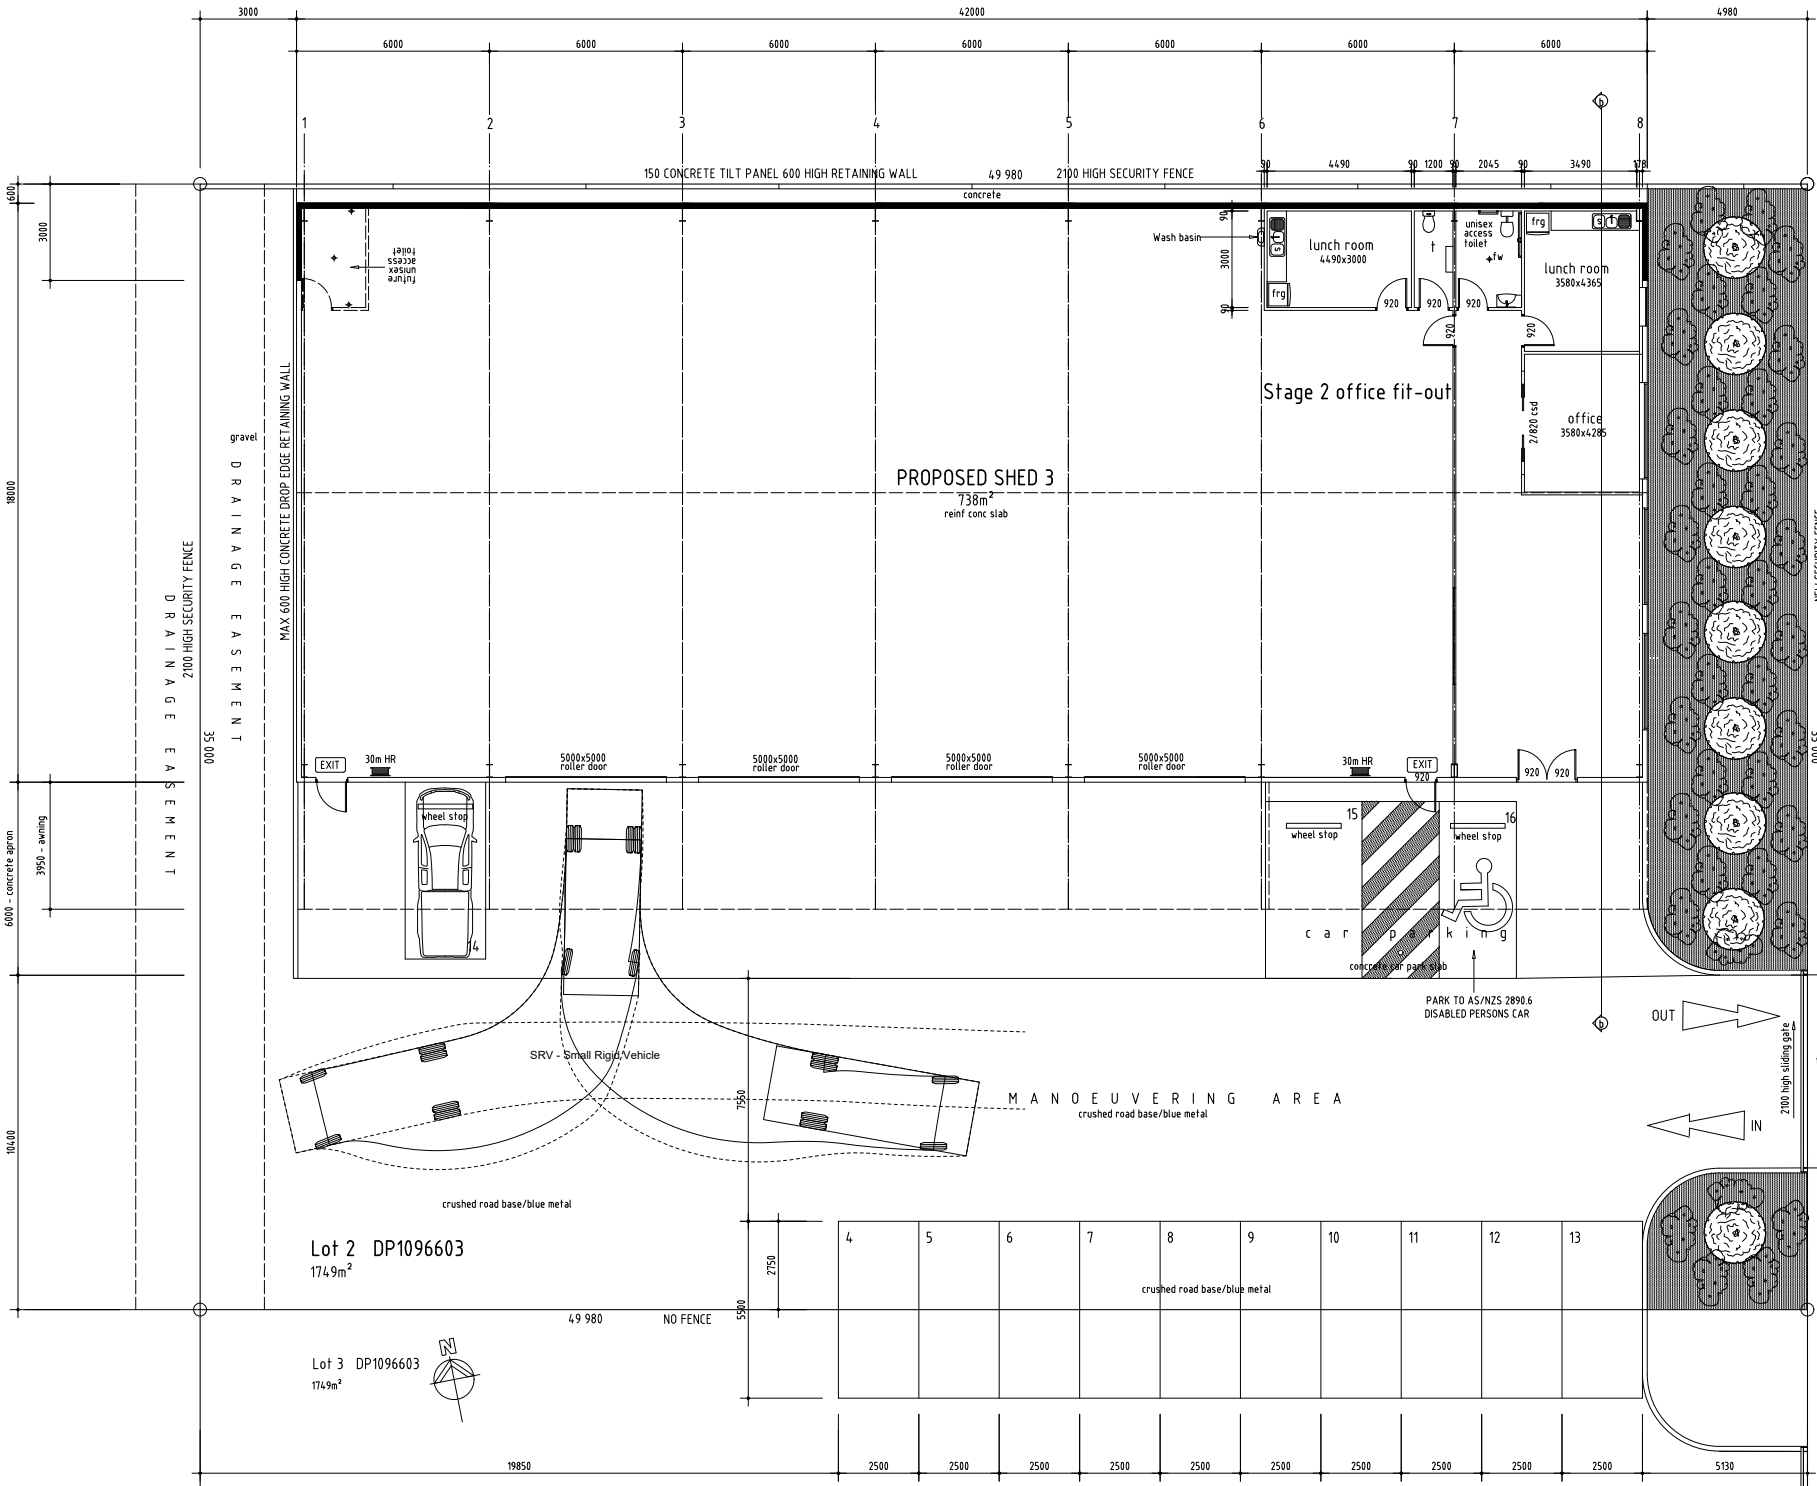 3000
42000
4980
6000
6000
6000
6000
6000
6000
6000
b
1
2
3
4
5
6
7
8
90
4490
90
1200
90
2045
90
3490
178
150 CONCRETE TILT PANEL 600 HIGH RETAINING WALL
49 980
2100 HIGH SECURITY FENCE
concrete
600
3000
future
unisex
access
toilet
Wash basin
90
3000
90
s
frg
lunch room
4490x3000
t
unisex
access
toilet
fw
frg
s
lunch room
3580x4365
920
920
920
920
920
Stage 2 office fit-out
office
3580x4285
2/820 csd
gravel
DRAINAGE EASEMENT
MAX 600 HIGH CONCRETE DROP EDGE RETAINING WALL
18000
2100 HIGH SECURITY FENCE
DRAINAGE EASEMENT
35 000
PROPOSED SHED 3
738m²
reinf conc slab
35 000
EXIT
30m HR
5000x5000
roller door
5000x5000
roller door
5000x5000
roller door
5000x5000
roller door
30m HR
EXIT
920
920
920
6000 - concrete apron
3950 - awning
wheel stop
14
15
wheel stop
16
wheel stop
car parking
concrete car park slab
PARK TO AS/NZS 2890.6
DISABLED PERSONS CAR
OUT
b
2100 high sliding gate
SRV - Small Rigid Vehicle
7550
MANOEUVERING AREA
crushed road base/blue metal
IN
10400
crushed road base/blue metal
Lot 2 DP1096603
1749m²
4
5
6
7
8
9
10
11
12
13
2750
crushed road base/blue metal
5500
49 980
NO FENCE
N
Lot 3 DP1096603
1749m²
19850
2500
2500
2500
2500
2500
2500
2500
2500
2500
2500
5130